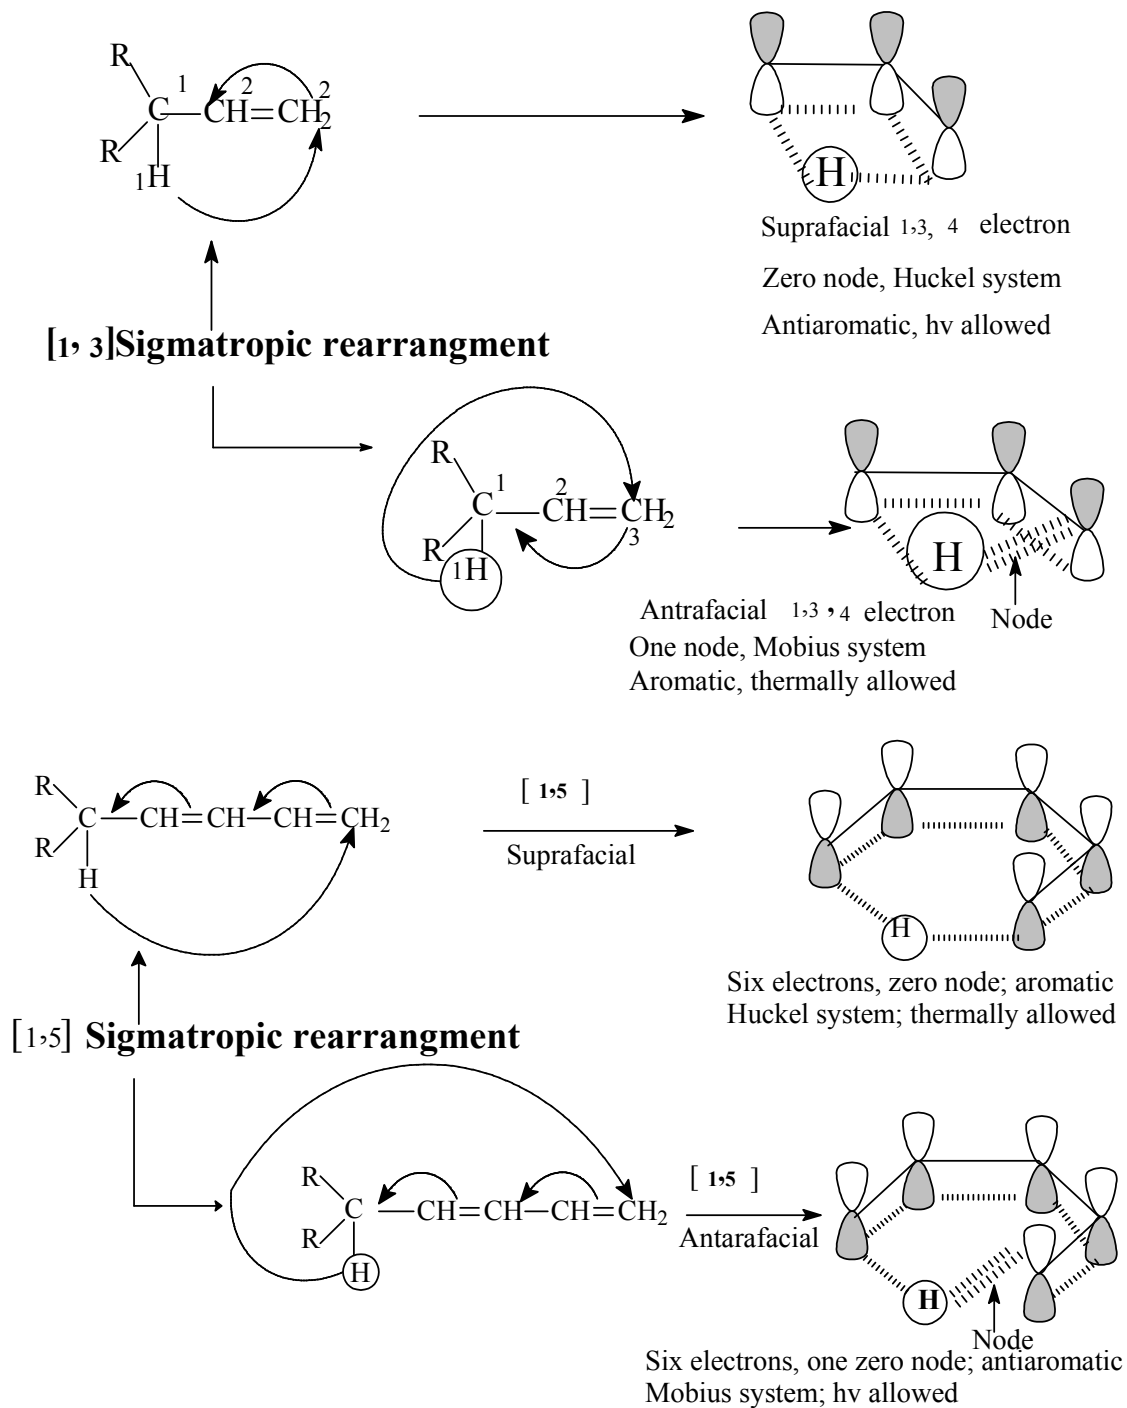 R
1 2 2
C—CH=CH2
R
1H
H
Suprafacial 1,3, 4 electron
Zero node, Huckel system
Antiaromatic, hv allowed
[1, 3]Sigmatropic rearrangment
R
1 2
C—CH=CH2
R 3
1H
H
Node
Antrafacial 1,3 , 4 electron
One node, Mobius system
Aromatic, thermally allowed
R
C—CH=CH—CH=CH2
R
H
[ 1,5 ]
Suprafacial
H
Six electrons, zero node; aromatic
Huckel system; thermally allowed
[1,5] Sigmatropic rearrangment
R
C—CH=CH—CH=CH2
R
H
[ 1,5 ]
Antarafacial
H
Node
Six electrons, one zero node; antiaromatic
Mobius system; hv allowed